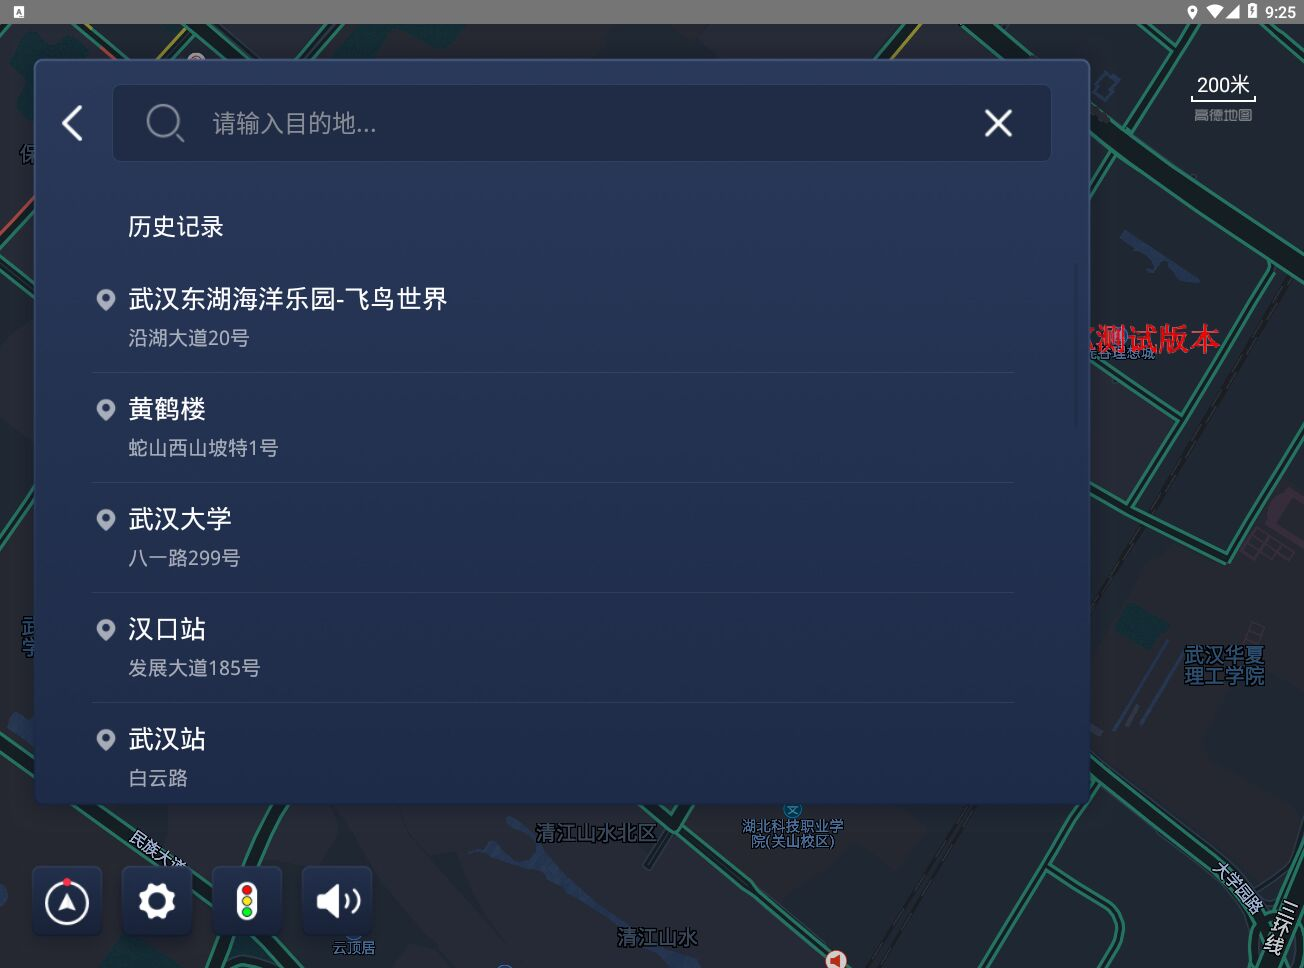 A
9:25
200米
高德地图
请输入目的地...
历史记录
武汉东湖海洋乐园-飞鸟世界
沿湖大道20号
测试版本
黄鹤楼
蛇山西山坡特1号
武汉大学
八一路299号
汉口站
发展大道185号
武汉华夏
理工学院
武汉站
白云路
清江山水北区
湖北科技职业学
院(关山校区)
民族大道
大学园路
三环线
清江山水
云顶居